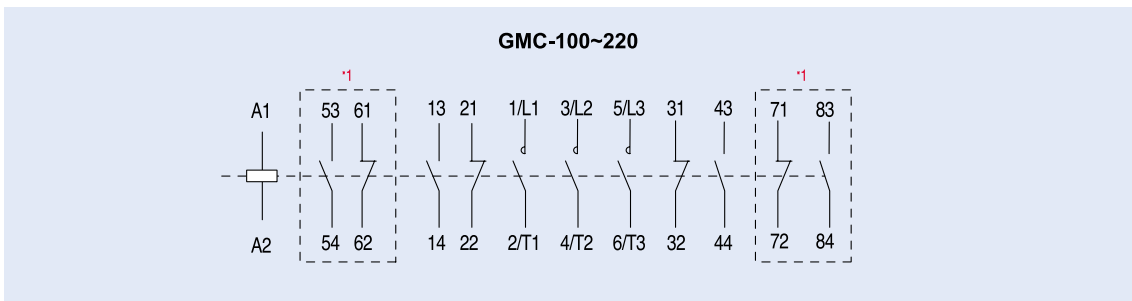 GMC-100~220
*1 *1
A1 53 61 13 21 1/L1 3/L2 5/L3 31 43 71 83
A2 54 62 14 22 2/T1 4/T2 6/T3 32 44 72 84